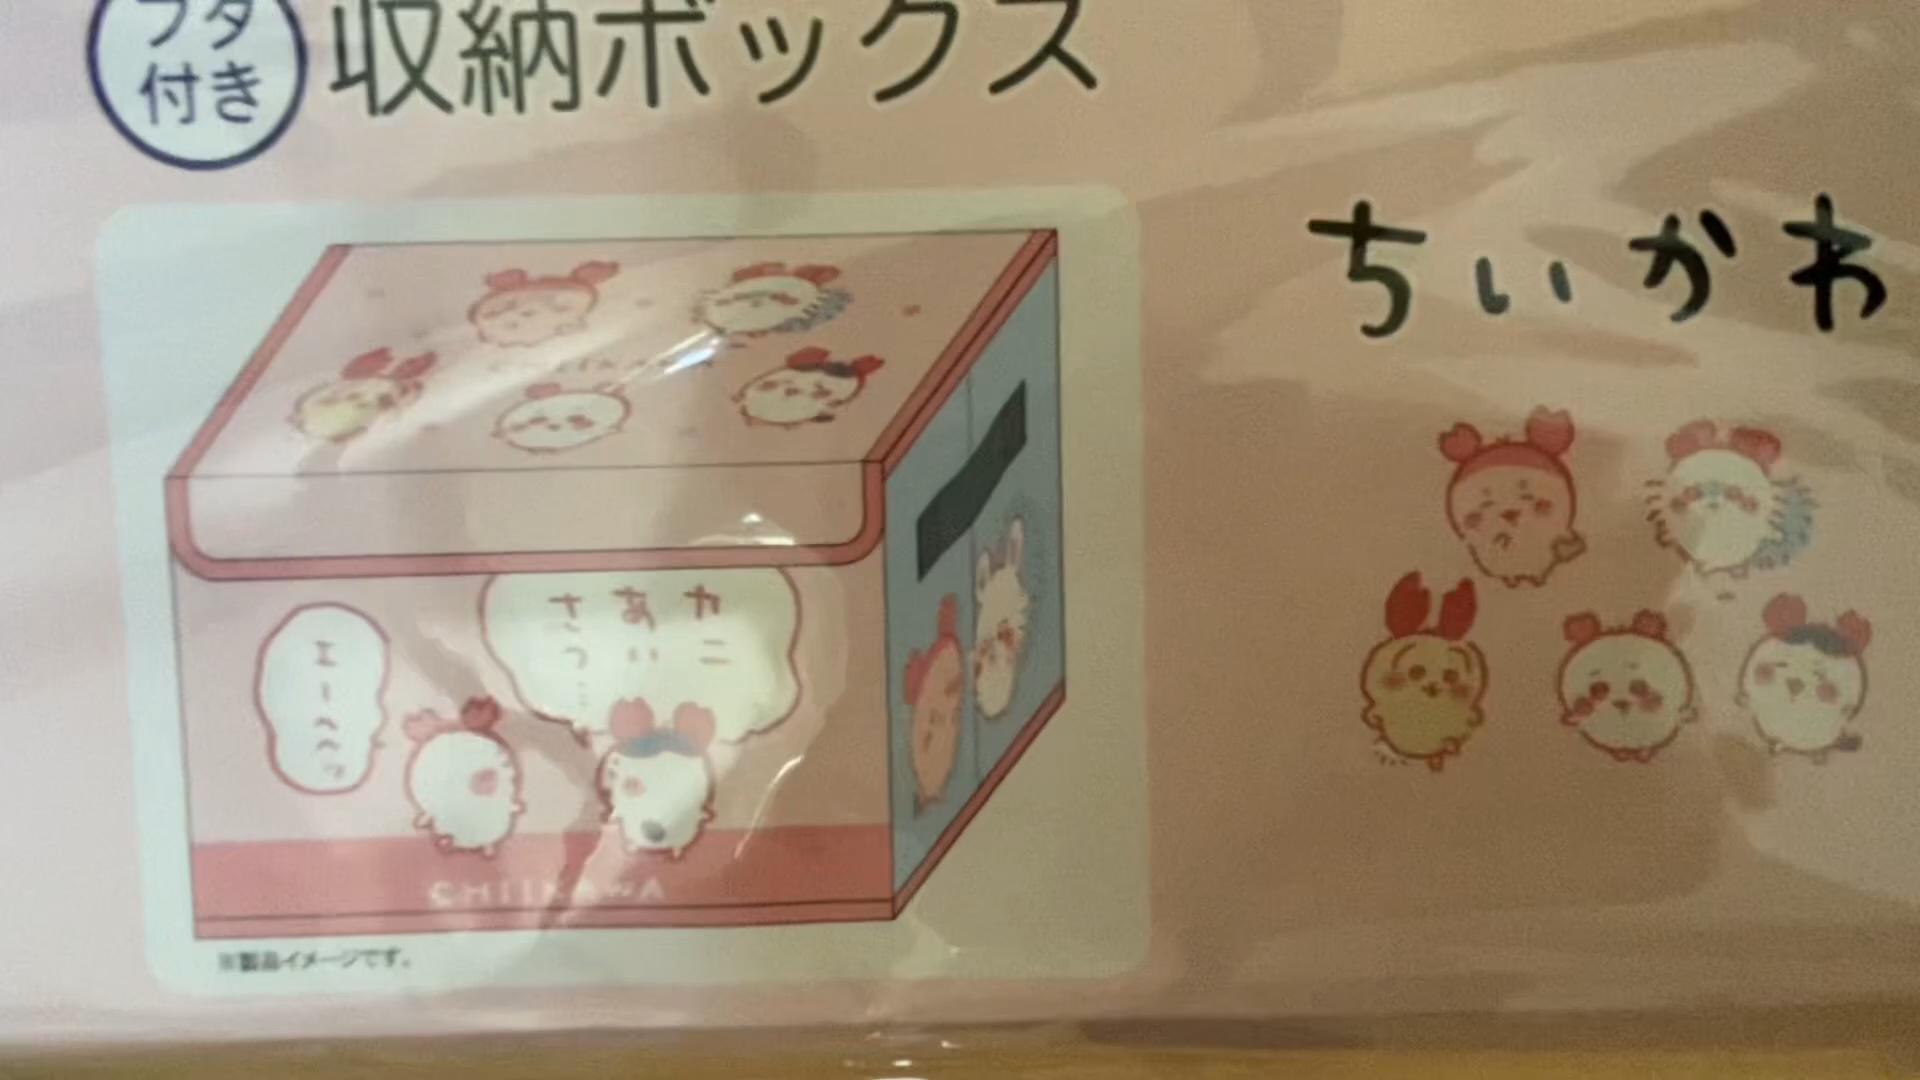 フタ
付き
収納ボックス
ちいかわ
カニ
あい
さつ…
エーヘヘッ
CHIIKAWA
※製品イメージです。